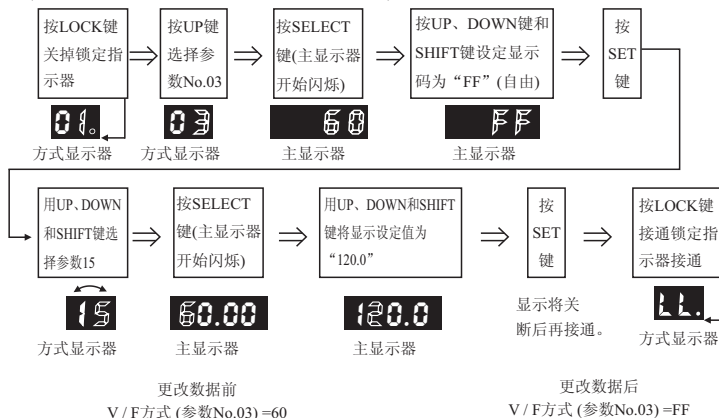 按LOCK键
关掉锁定指
示器
按UP键
选择参
数No.03
按SELECT
键(主显示器
开始闪烁)
按UP、DOWN键和
SHIFT键设定显示
码为“FF”(自由)
按
SET
键
01.
03
60
FF
方式显示器
方式显示器
主显示器
主显示器
用UP、DOWN
和SHIFT键选
择参数15
按SELECT
键(主显示器
开始闪烁)
用UP、DOWN和SHIFT
键将显示设定值为
“120.0”
按
SET
键
按LOCK键
接通锁定指
示器接通
15
60.00
120.0
显示将关
断后再接通。
LL.
方式显示器
主显示器
主显示器
方式显示器
更改数据前
V / F方式 (参数No.03) =60
更改数据后
V / F方式 (参数No.03) =FF